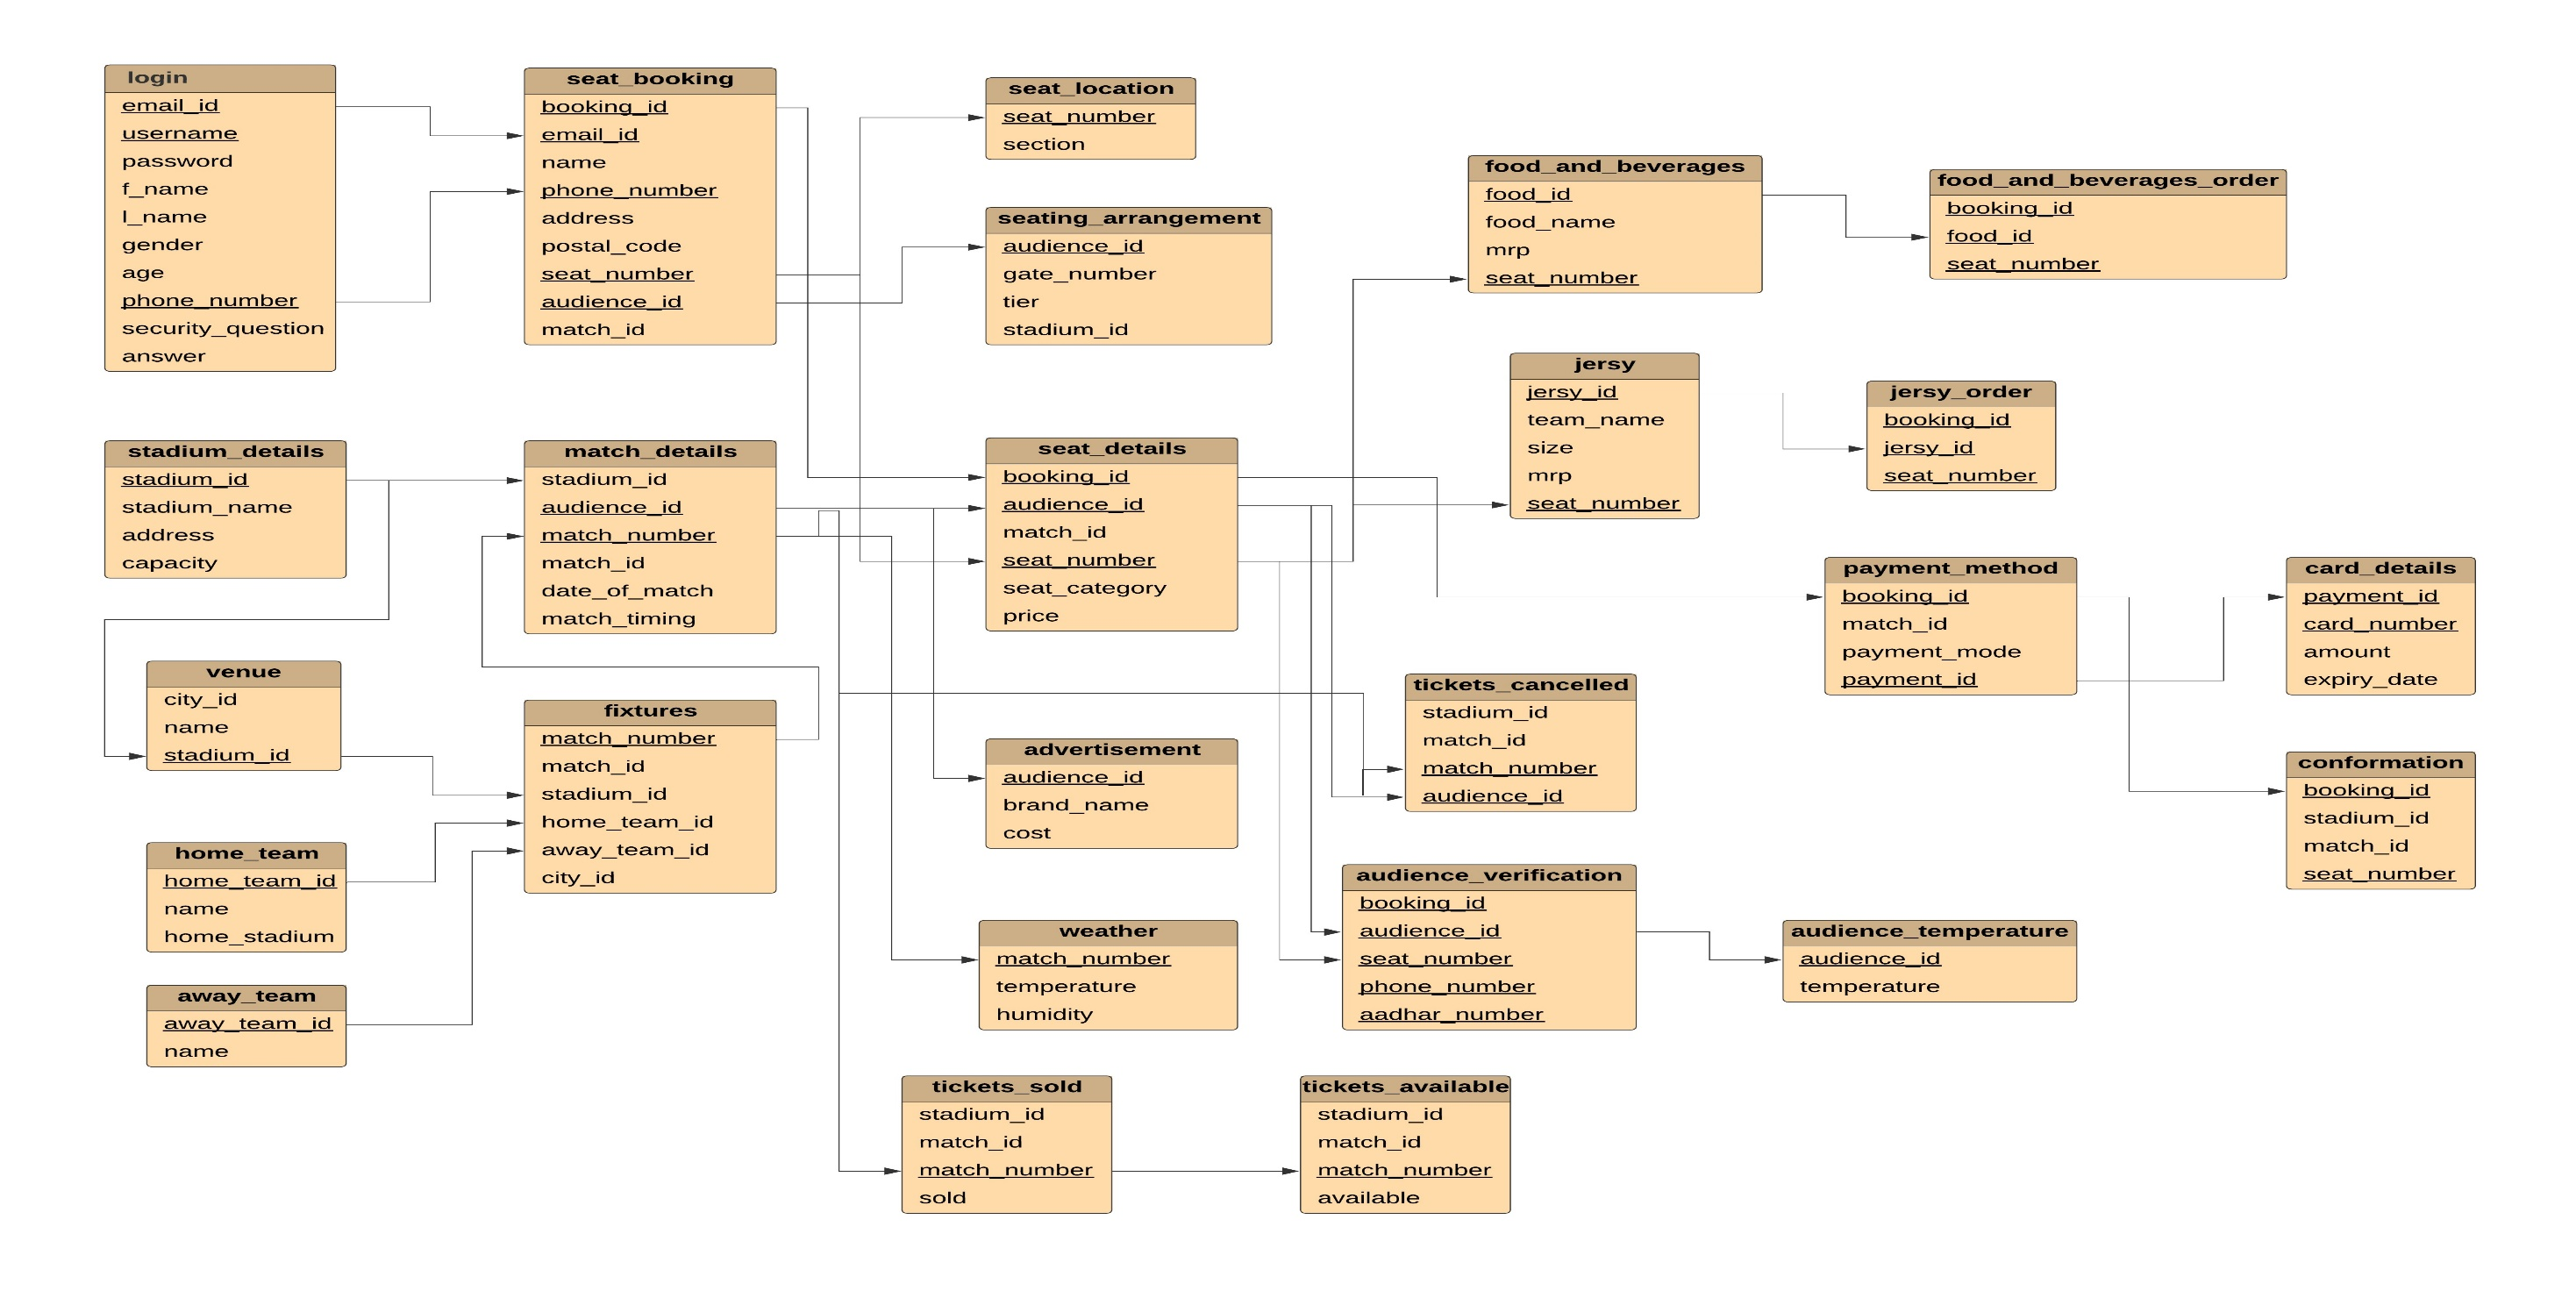 login
email_id
username
password
f_name
l_name
gender
age
phone_number
security_question
answer
seat_booking
booking_id
email_id
name
phone_number
address
postal_code
seat_number
audience_id
match_id
seat_location
seat_number
section
seating_arrangement
audience_id
gate_number
tier
stadium_id
food_and_beverages
food_id
food_name
mrp
seat_number
food_and_beverages_order
booking_id
food_id
seat_number
jersy
jersy_id
team_name
size
mrp
seat_number
jersy_order
booking_id
jersy_id
seat_number
stadium_details
stadium_id
stadium_name
address
capacity
match_details
stadium_id
audience_id
match_number
match_id
date_of_match
match_timing
seat_details
booking_id
audience_id
match_id
seat_number
seat_category
price
payment_method
booking_id
match_id
payment_mode
payment_id
card_details
payment_id
card_number
amount
expiry_date
venue
city_id
name
stadium_id
fixtures
match_number
match_id
stadium_id
home_team_id
away_team_id
city_id
advertisement
audience_id
brand_name
cost
tickets_cancelled
stadium_id
match_id
match_number
audience_id
conformation
booking_id
stadium_id
match_id
seat_number
home_team
home_team_id
name
home_stadium
away_team
away_team_id
name
weather
match_number
temperature
humidity
audience_verification
booking_id
audience_id
seat_number
phone_number
aadhar_number
audience_temperature
audience_id
temperature
tickets_sold
stadium_id
match_id
match_number
sold
tickets_available
stadium_id
match_id
match_number
available